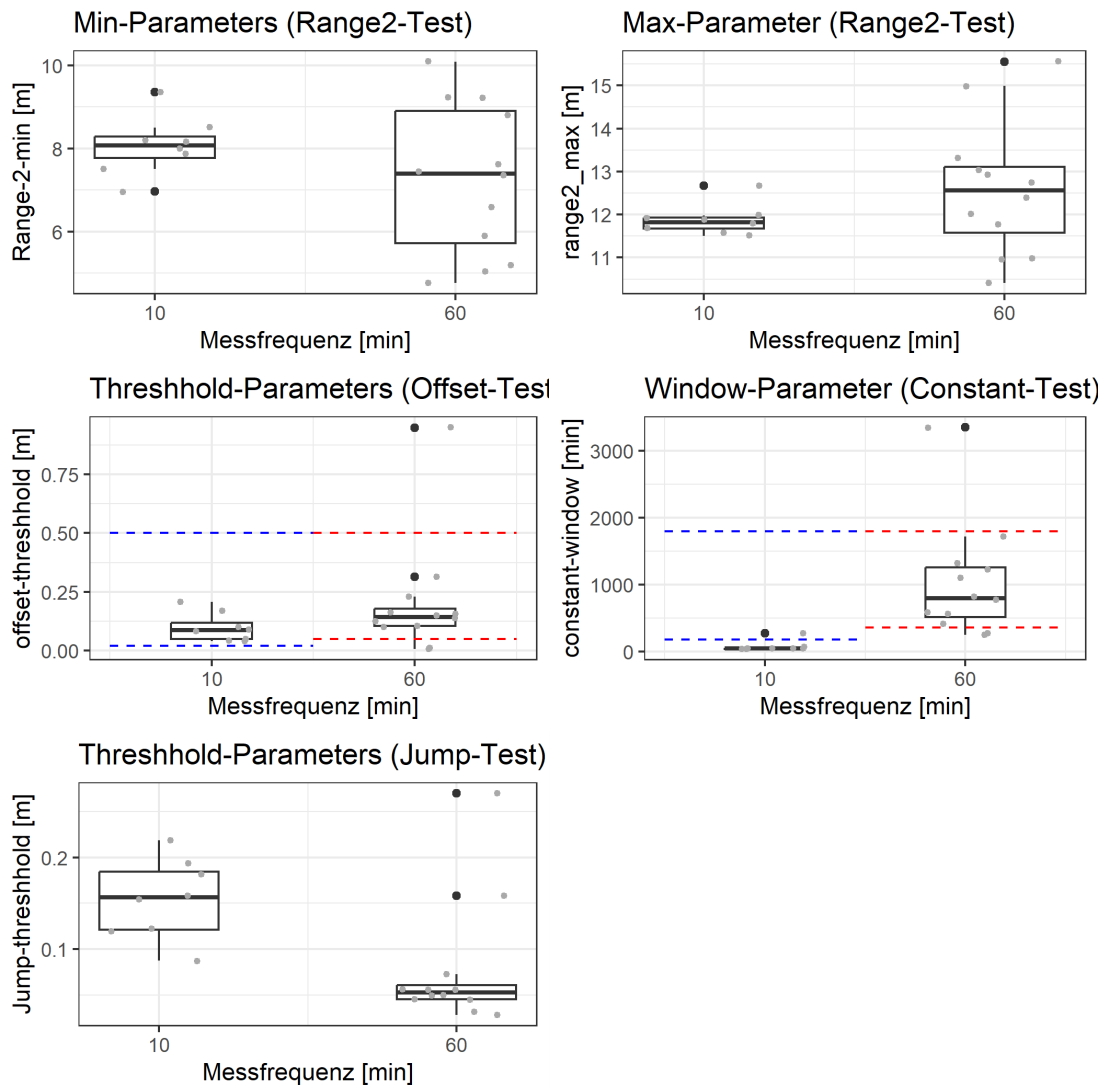 Min-Parameters (Range2-Test)
Range-2-min [m]
10
8
6
10
60
Messfrequenz [min]
Max-Parameter (Range2-Test)
range2_max [m]
15
14
13
12
11
10
60
Messfrequenz [min]
Threshhold-Parameters (Offset-Test
offset-threshhold [m]
0.75
0.50
0.25
0.00
10
60
Messfrequenz [min]
Window-Parameter (Constant-Test)
constant-window [min]
3000
2000
1000
0
10
60
Messfrequenz [min]
Threshhold-Parameters (Jump-Test)
Jump-threshhold [m]
0.2
0.1
10
60
Messfrequenz [min]